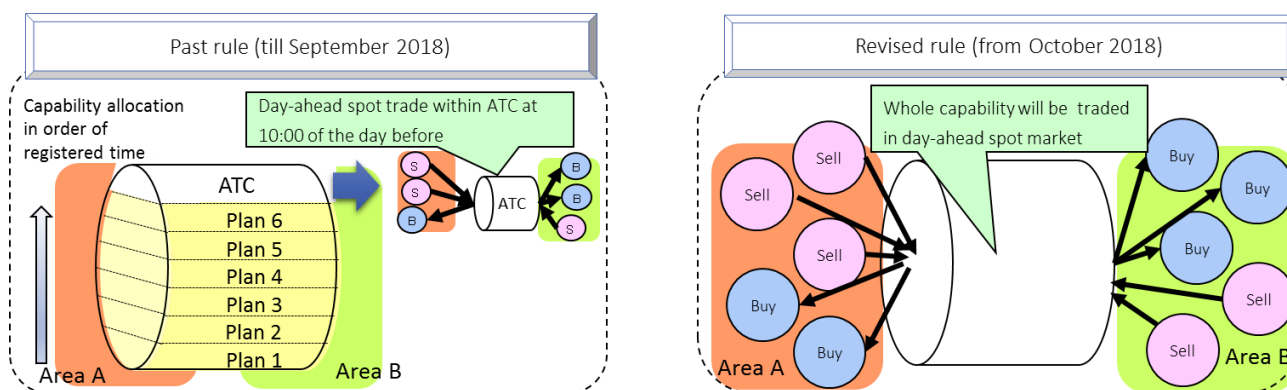 Past rule (till September 2018)
Capability allocation
in order of
registered time
Day-ahead spot trade within ATC at
10:00 of the day before
ATC
Plan 6
Plan 5
Plan 4
Plan 3
Plan 2
Plan 1
Area A
Area B
S
S
B
ATC
B
B
S
Revised rule (from October 2018)
Whole capability will be traded
in day-ahead spot market
Sell
Sell
Sell
Buy
Buy
Area A
Buy
Buy
Buy
Sell
Sell
Area B